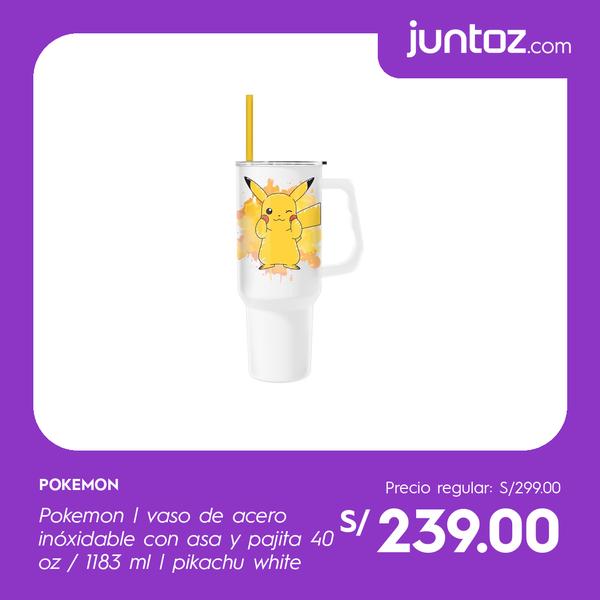 juntoz.com
POKEMON
Pokemon | vaso de acero
inóxidable con asa y pajita 40
oz / 1183 ml | pikachu white
Precio regular: S/299.00
S/ 239.00